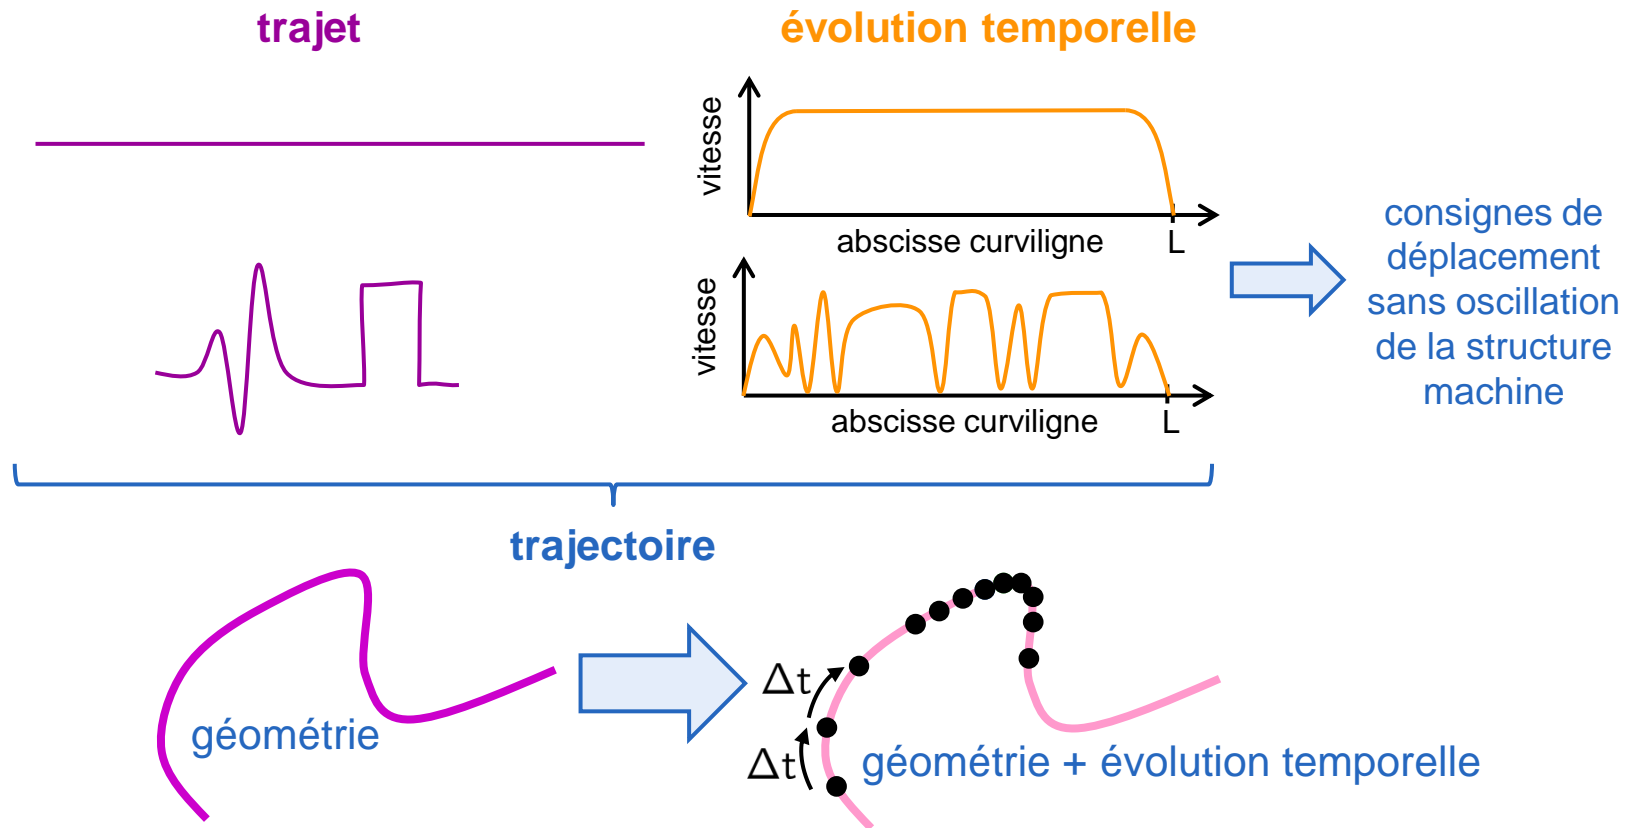 trajet
évolution temporelle
vitesse
abscisse curviligne
L
vitesse
abscisse curviligne
L
consignes de
déplacement
sans oscillation
de la structure
machine
trajectoire
géométrie
Δt
Δt
géométrie + évolution temporelle